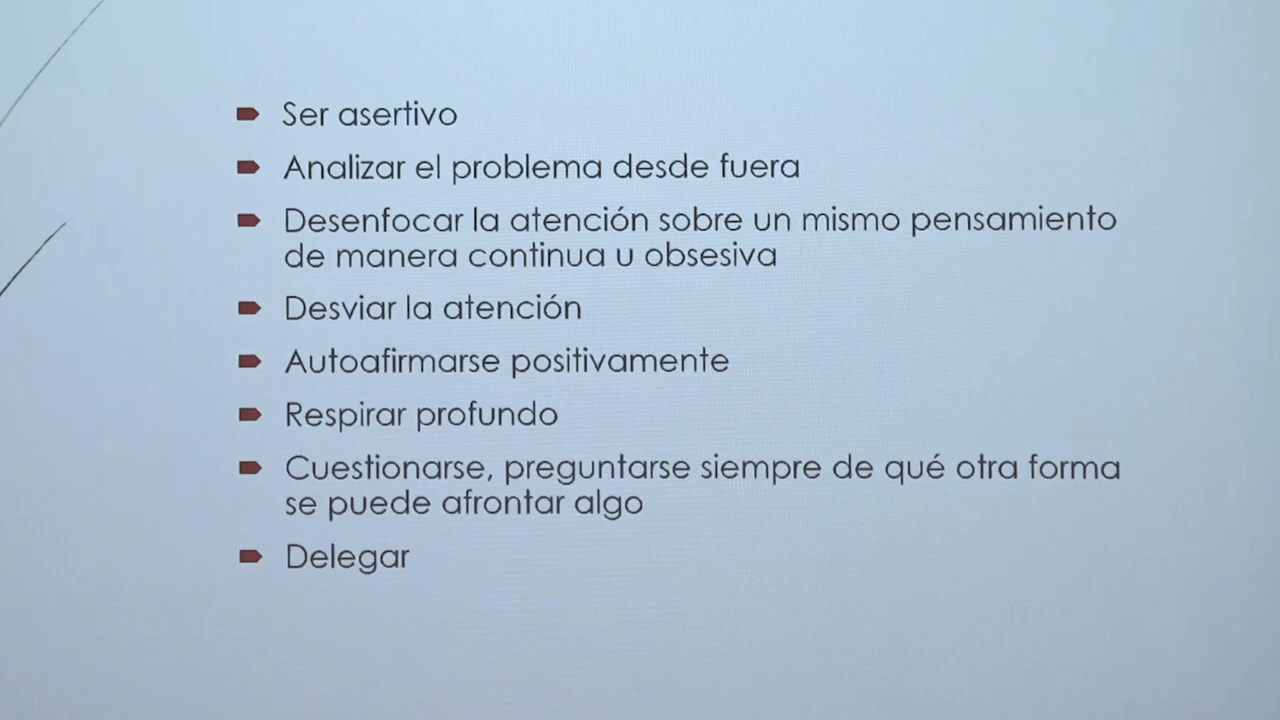 Ser asertivo
Analizar el problema desde fuera
Desenfocar la atención sobre un mismo pensamiento
de manera continua u obsesiva
Desviar la atención
Autoafirmarse positivamente
Respirar profundo
Cuestionarse, preguntarse siempre de qué otra forma
se puede afrontar algo
Delegar